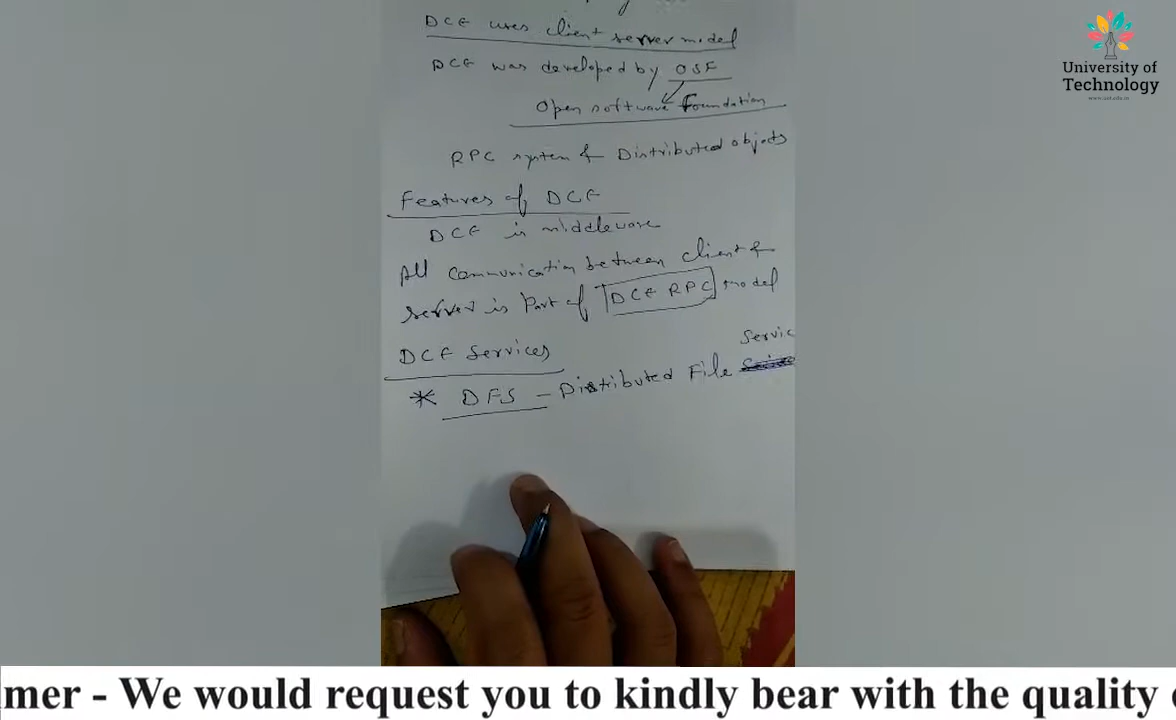 DCE uses client server model
DCE was developed by OSF
Open software Foundation
RPC system & Distributed objects
Features of DCE
DCE is middleware
All communication between client &
server is part of DCE RPC model
DCE Services
* DFS - Distributed File Servic
University of
Technology
mer - We would request you to kindly bear with the quality